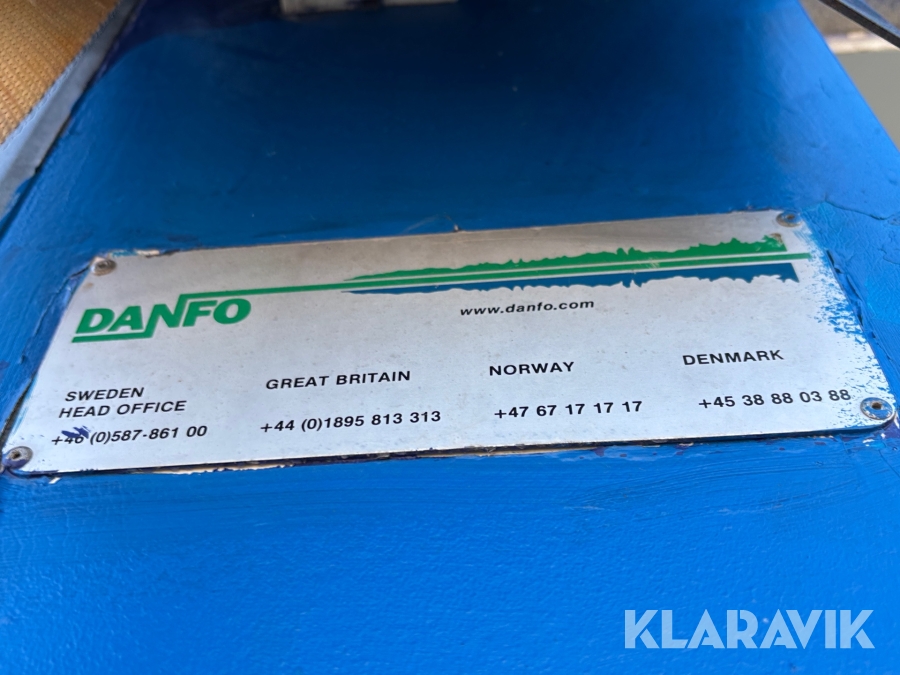 DANFO
www.danfo.com
SWEDEN
HEAD OFFICE
+46 (0)587-861 00
GREAT BRITAIN
+44 (0)1895 813 313
NORWAY
+47 67 17 17 17
DENMARK
+45 38 88 03 88
KLARAVIK